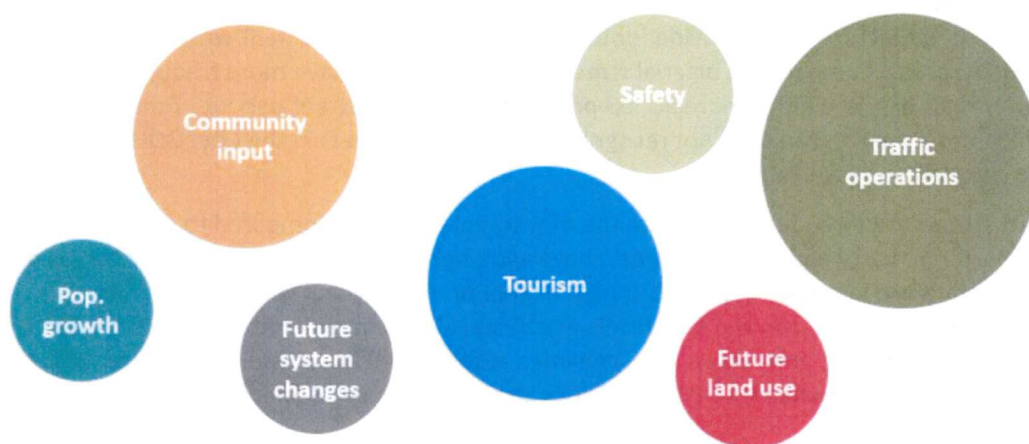 Community
input
Safety
Traffic
operations
Pop.
growth
Future
system
changes
Tourism
Future
land use